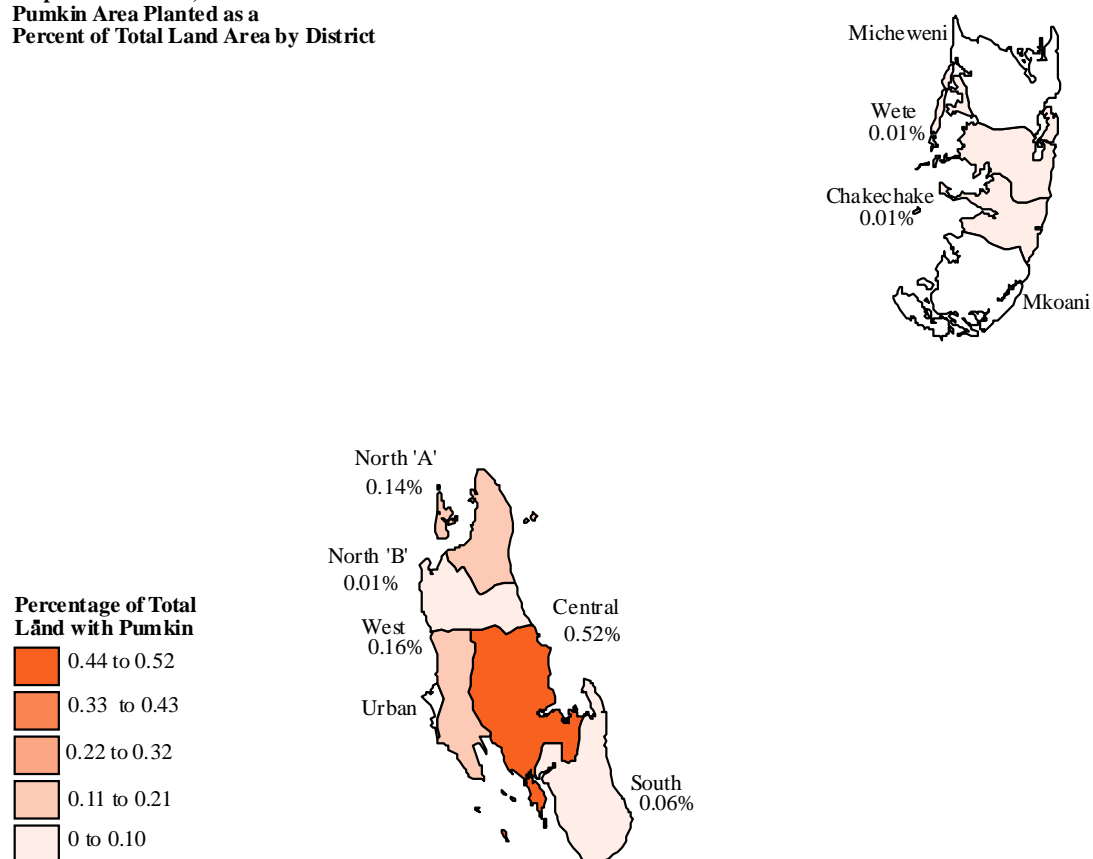 Pumkin Area Planted as a
Percent of Total Land Area by District
Micheweni
Wete
0.01%
Chakechake
0.01%
Mkoani
North 'A'
0.14%
North 'B'
0.01%
Central
0.52%
West
0.16%
Urban
South
0.06%
Percentage of Total
Land with Pumkin
0.44 to 0.52
0.33 to 0.43
0.22 to 0.32
0.11 to 0.21
0 to 0.10